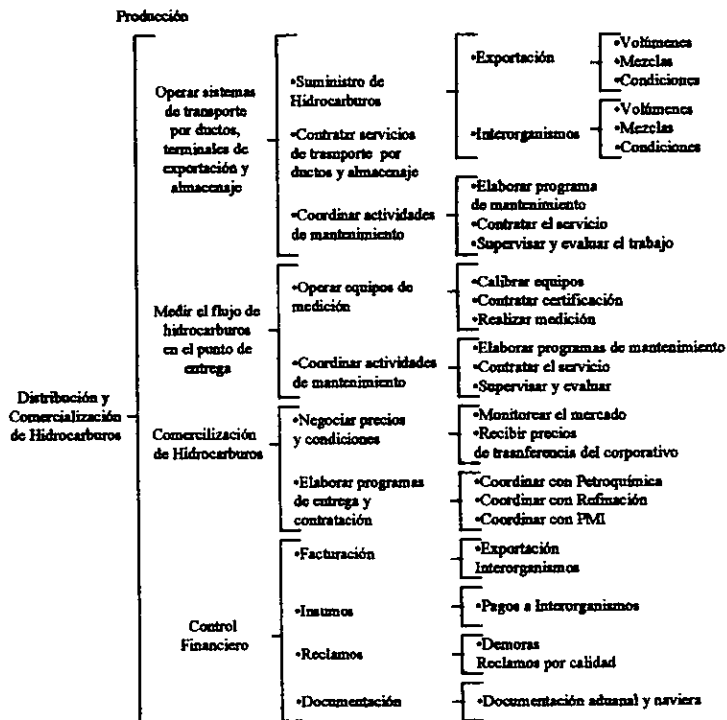 Producción
Distribución y
Comercialización
de Hidrocarburos
Operar sistemas
de transporte
por ductos,
terminales de
exportación y
almacenaje
•Suministro de
Hidrocarburos
•Exportación
•Volúmenes
•Mezclas
•Condiciones
•Interorganismos
•Volúmenes
•Mezclas
•Condiciones
•Contratar servicios
de transporte por
ductos y almacenaje
•Coordinar actividades
de mantenimiento
•Elaborar programa
de mantenimiento
•Contratar el servicio
•Supervisar y evaluar el trabajo
Medir el flujo de
hidrocarburos
en el punto de
entrega
•Operar equipos de
medición
•Calibrar equipos
•Contratar certificación
•Realizar medición
•Coordinar actividades
de mantenimiento
•Elaborar programas de mantenimiento
•Contratar el servicio
•Supervisar y evaluar
Comercilización
de Hidrocarburos
•Negociar precios
y condiciones
•Monitorear el mercado
•Recibir precios
de trasnferencia del corporativo
•Elaborar programas
de entrega y
contratación
•Coordinar con Petroquímica
•Coordinar con Refinación
•Coordinar con PMI
Control
Financiero
•Facturación
•Exportación
Interorganismos
•Insumos
•Pagos a Interorganismos
•Reclamos
•Demoras
Reclamos por calidad
•Documentación
•Documentación aduanal y naviera